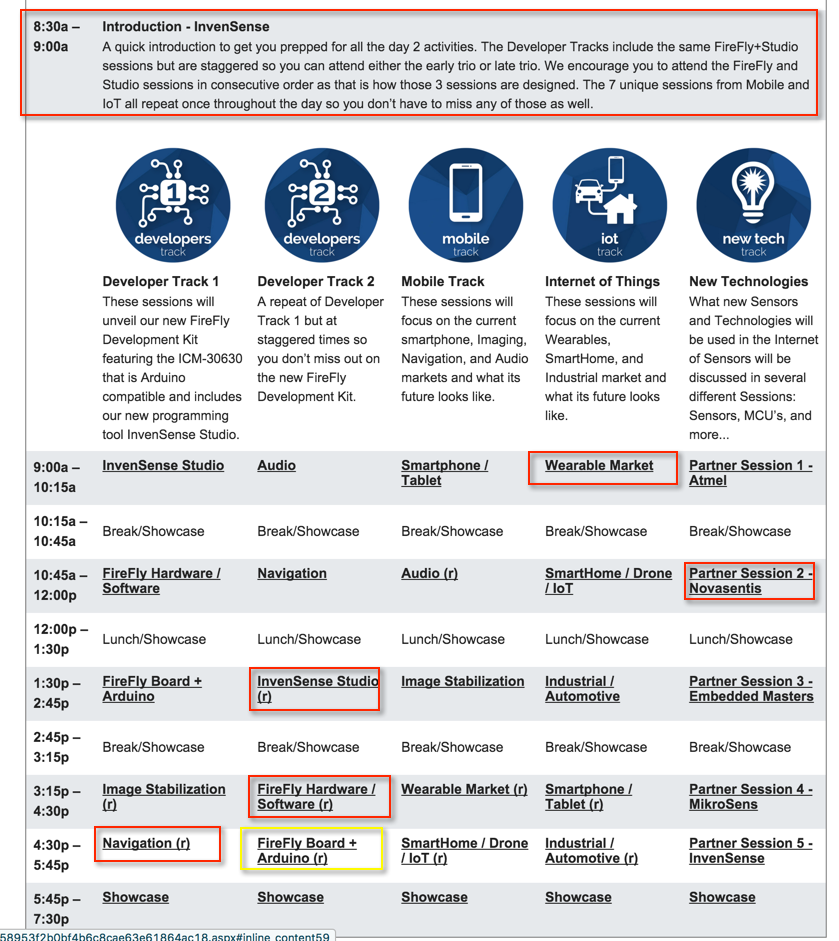 8:30a –
9:00a
Introduction - InvenSense
A quick introduction to get you prepped for all the day 2 activities. The Developer Tracks include the same FireFly+Studio
sessions but are staggered so you can attend either the early trio or late trio. We encourage you to attend the FireFly and
Studio sessions in consecutive order as that is how those 3 sessions are designed. The 7 unique sessions from Mobile and
IoT all repeat once throughout the day so you don't have to miss any of those as well.
1
developers
track
2
developers
track
mobile
track
iot
track
new tech
track
Developer Track 1
These sessions will
unveil our new FireFly
Development Kit
featuring the ICM-30630
that is Arduino
compatible and includes
our new programming
tool InvenSense Studio.
Developer Track 2
A repeat of Developer
Track 1 but at
staggered times so
you don't miss out on
the new FireFly
Development Kit.
Mobile Track
These sessions will
focus on the current
smartphone, Imaging,
Navigation, and Audio
markets and what its
future looks like.
Internet of Things
These sessions will
focus on the current
Wearables,
SmartHome, and
Industrial market and
what its future looks
like.
New Technologies
What new Sensors
and Technologies will
be used in the Internet
of Sensors will be
discussed in several
different Sessions:
Sensors, MCU's, and
more...
9:00a –
10:15a
InvenSense Studio
Audio
Smartphone /
Tablet
Wearable Market
Partner Session 1 -
Atmel
10:15a –
10:45a
Break/Showcase
Break/Showcase
Break/Showcase
Break/Showcase
Break/Showcase
10:45a –
12:00p
FireFly Hardware /
Software
Navigation
Audio (r)
SmartHome / Drone
/ IoT
Partner Session 2 -
Novasentis
12:00p –
1:30p
Lunch/Showcase
Lunch/Showcase
Lunch/Showcase
Lunch/Showcase
Lunch/Showcase
1:30p –
2:45p
FireFly Board +
Arduino
InvenSense Studio
(r)
Image Stabilization
Industrial /
Automotive
Partner Session 3 -
Embedded Masters
2:45p –
3:15p
Break/Showcase
Break/Showcase
Break/Showcase
Break/Showcase
Break/Showcase
3:15p –
4:30p
Image Stabilization
(r)
FireFly Hardware /
Software (r)
Wearable Market (r)
Smartphone /
Tablet (r)
Partner Session 4 -
MikroSens
4:30p –
5:45p
Navigation (r)
FireFly Board +
Arduino (r)
SmartHome / Drone
/ IoT (r)
Industrial /
Automotive (r)
Partner Session 5 -
InvenSense
5:45p –
7:30p
Showcase
Showcase
Showcase
Showcase
Showcase
58953f2b0bf4b6c8cae63e61864ac18.aspx#inline_content59